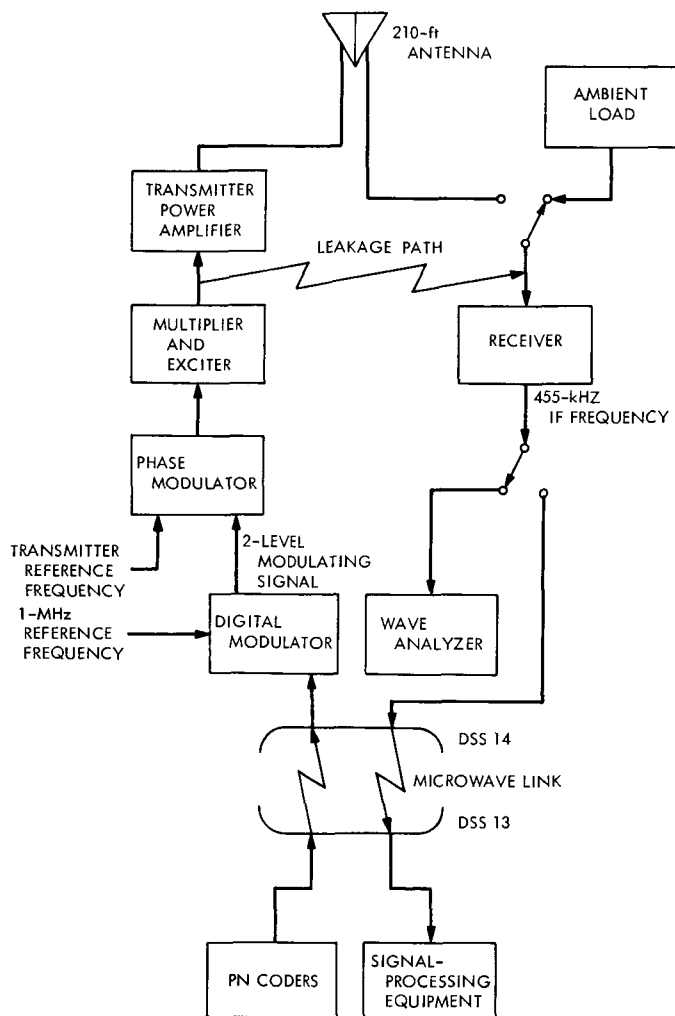 210-ft
ANTENNA
AMBIENT
LOAD
TRANSMITTER
POWER
AMPLIFIER
LEAKAGE PATH
MULTIPLIER
AND
EXCITER
RECEIVER
455-kHZ
IF FREQUENCY
PHASE
MODULATOR
TRANSMITTER
REFERENCE
FREQUENCY
2-LEVEL
MODULATING
SIGNAL
1-MHz
REFERENCE
FREQUENCY
DIGITAL
MODULATOR
WAVE
ANALYZER
DSS 14
MICROWAVE LINK
DSS 13
PN CODERS
SIGNAL-
PROCESSING
EQUIPMENT